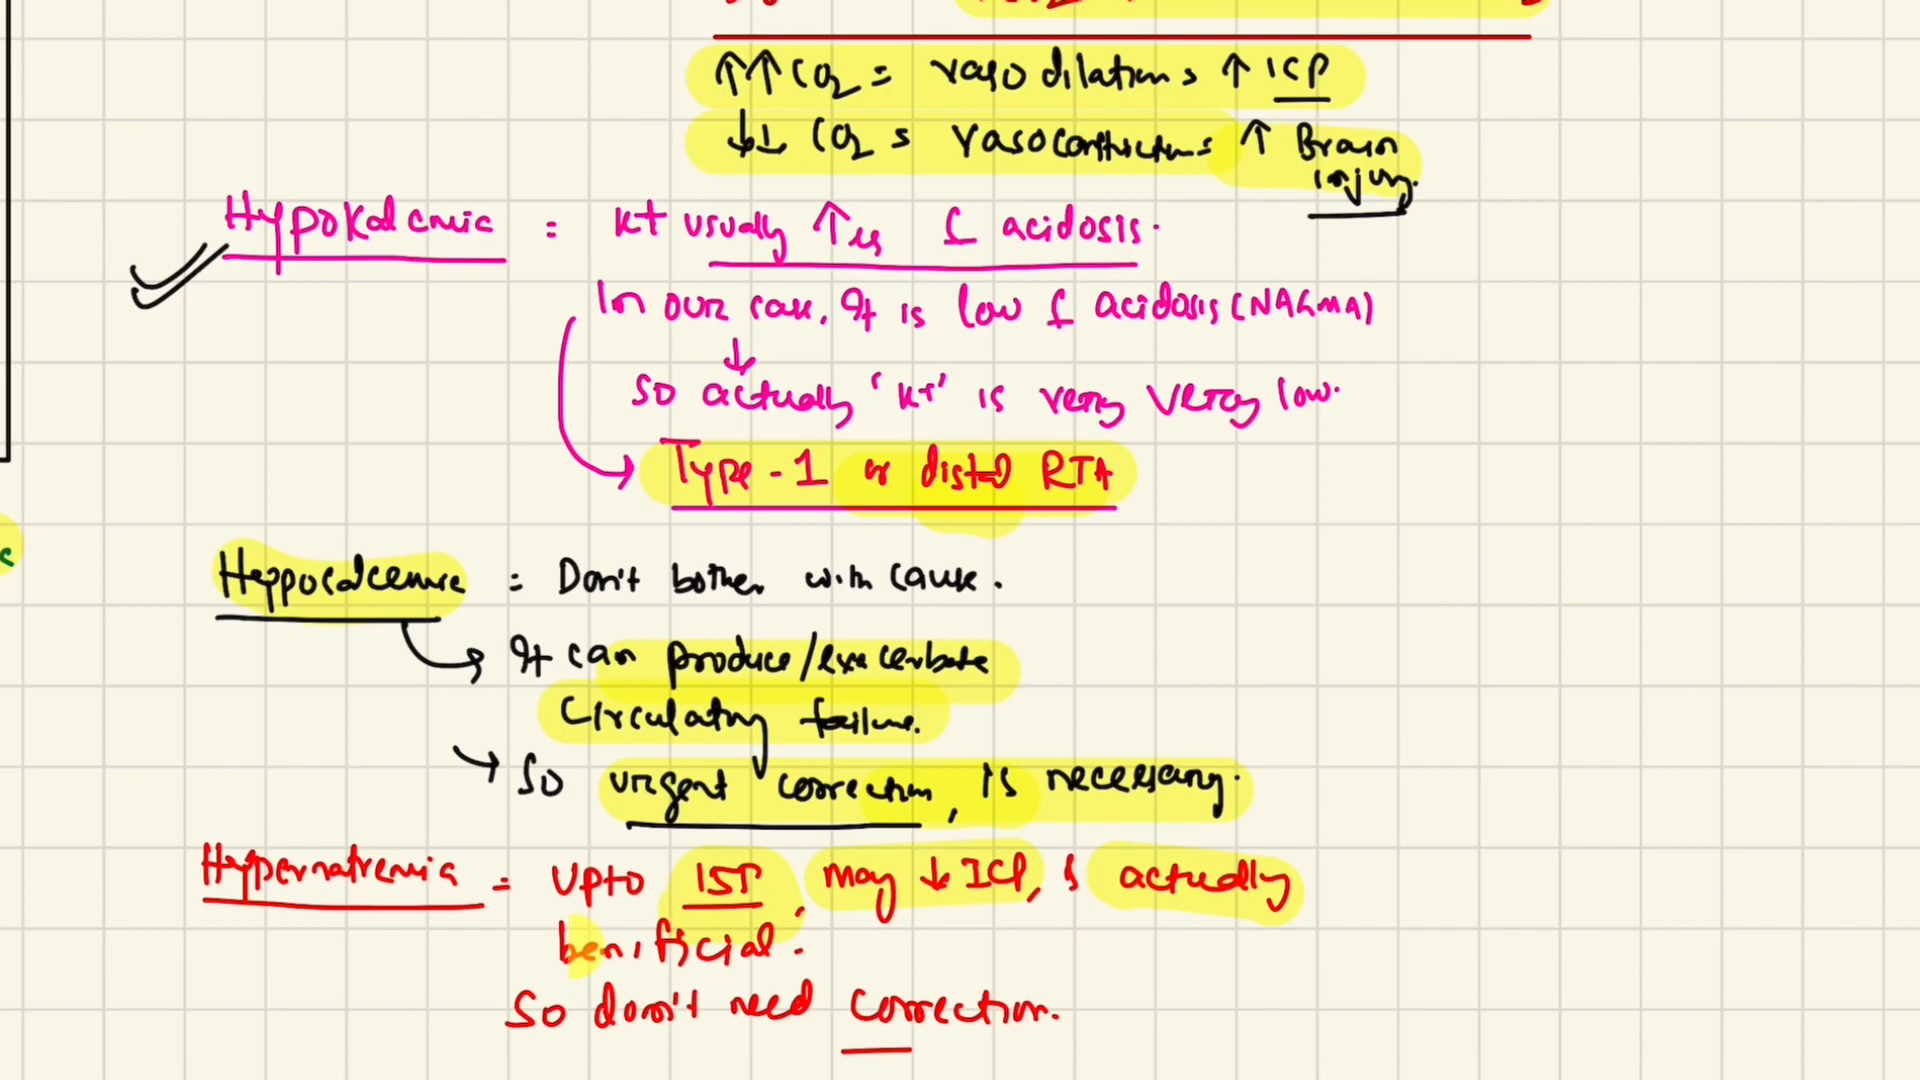 ↑↑ CO2 = vasodilation = ↑ ICP
↓↓ CO2 = vasoconstriction = ↑ Brain
injury.
Hypokalemia = K+ usually ↑es c acidosis.
In our case, It is low c acidosis (NAGMA)
↓
So actually 'K+' is very very low.
Type-1 or distal RTA
Hypocalcemia = Don't bother with cause.
→ It can produce/exacerbate
Circulatory failure.
→ So urgent correction, is necessary.
Hypernatremia = Upto 155, may ↓ ICP, & actually
benificial.
So don't need correction.